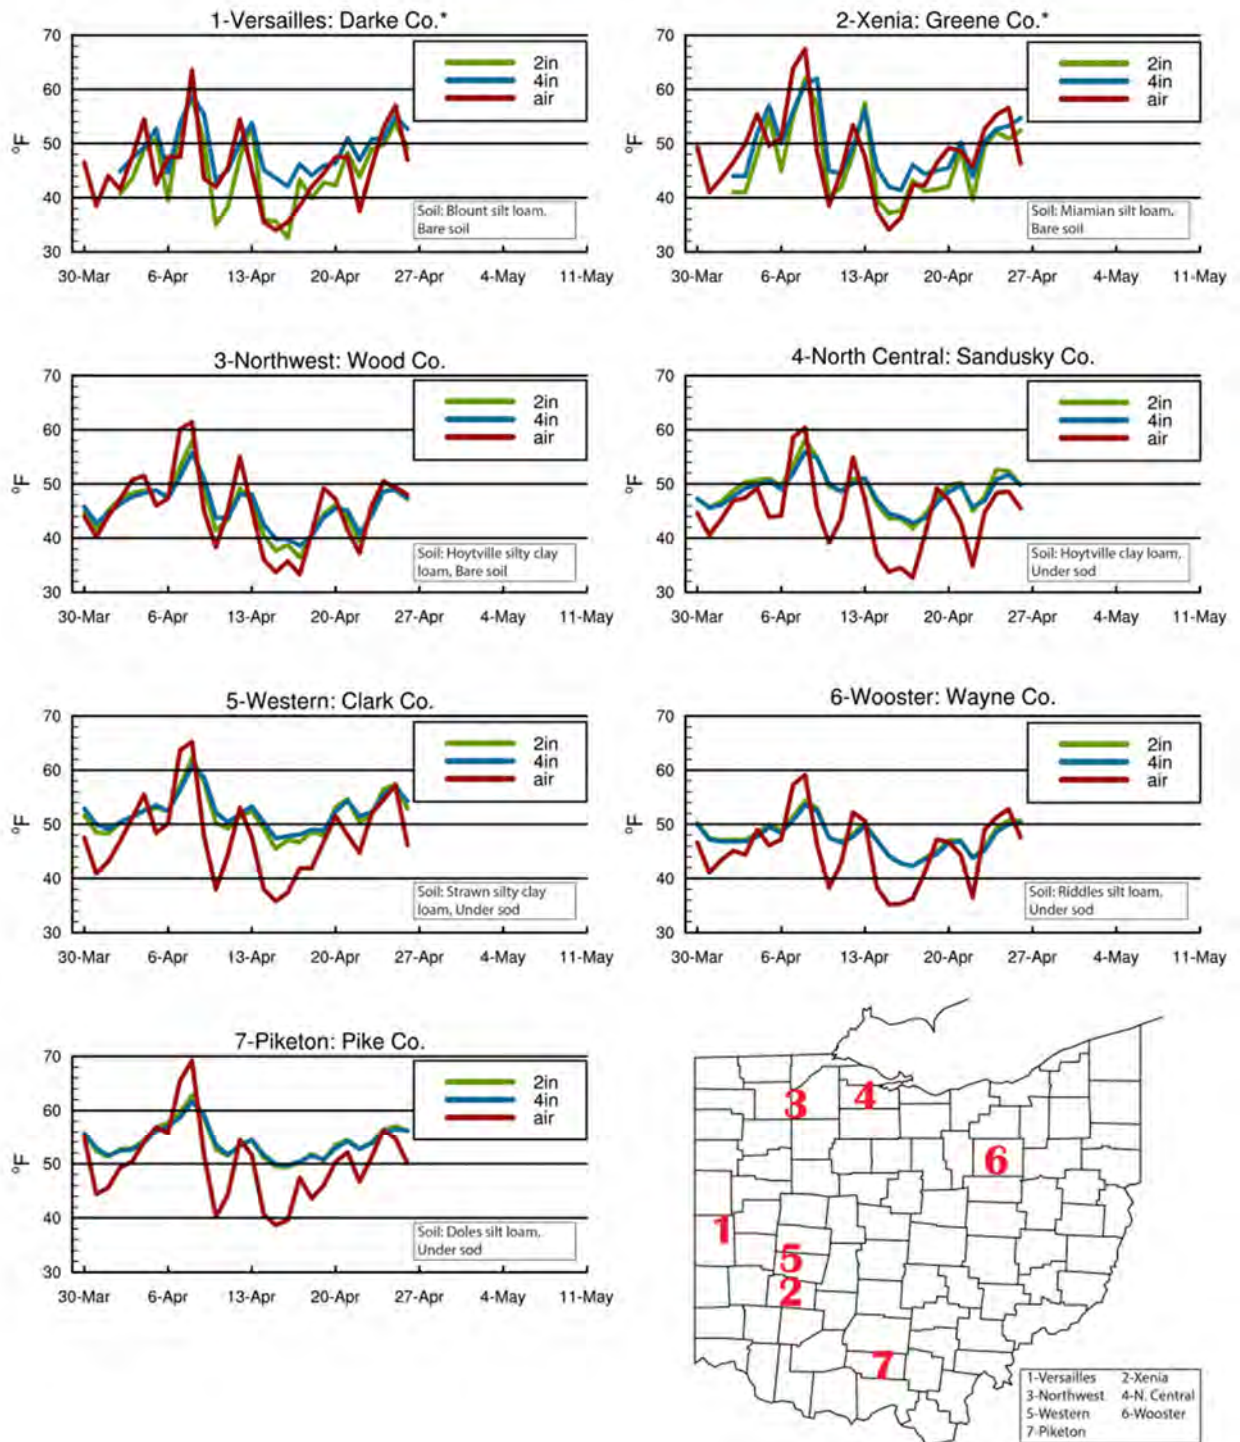 1-Versailles: Darke Co.*
70
60
50
40
30
°F
2in
4in
air
Soil: Blount silt loam,
Bare soil
30-Mar 6-Apr 13-Apr 20-Apr 27-Apr 4-May 11-May
2-Xenia: Greene Co.*
70
60
50
40
30
°F
2in
4in
air
Soil: Miamian silt loam,
Bare soil
30-Mar 6-Apr 13-Apr 20-Apr 27-Apr 4-May 11-May
3-Northwest: Wood Co.
70
60
50
40
30
°F
2in
4in
air
Soil: Hoytville silty clay
loam, Bare soil
30-Mar 6-Apr 13-Apr 20-Apr 27-Apr 4-May 11-May
4-North Central: Sandusky Co.
70
60
50
40
30
°F
2in
4in
air
Soil: Hoytville clay loam,
Under sod
30-Mar 6-Apr 13-Apr 20-Apr 27-Apr 4-May 11-May
5-Western: Clark Co.
70
60
50
40
30
°F
2in
4in
air
Soil: Strawn silty clay
loam, Under sod
30-Mar 6-Apr 13-Apr 20-Apr 27-Apr 4-May 11-May
6-Wooster: Wayne Co.
70
60
50
40
30
°F
2in
4in
air
Soil: Riddles silt loam,
Under sod
30-Mar 6-Apr 13-Apr 20-Apr 27-Apr 4-May 11-May
7-Piketon: Pike Co.
70
60
50
40
30
°F
2in
4in
air
Soil: Doles silt loam,
Under sod
30-Mar 6-Apr 13-Apr 20-Apr 27-Apr 4-May 11-May
3 4
6
1
5
2
7
1-Versailles 2-Xenia
3-Northwest 4-N. Central
5-Western 6-Wooster
7-Piketon